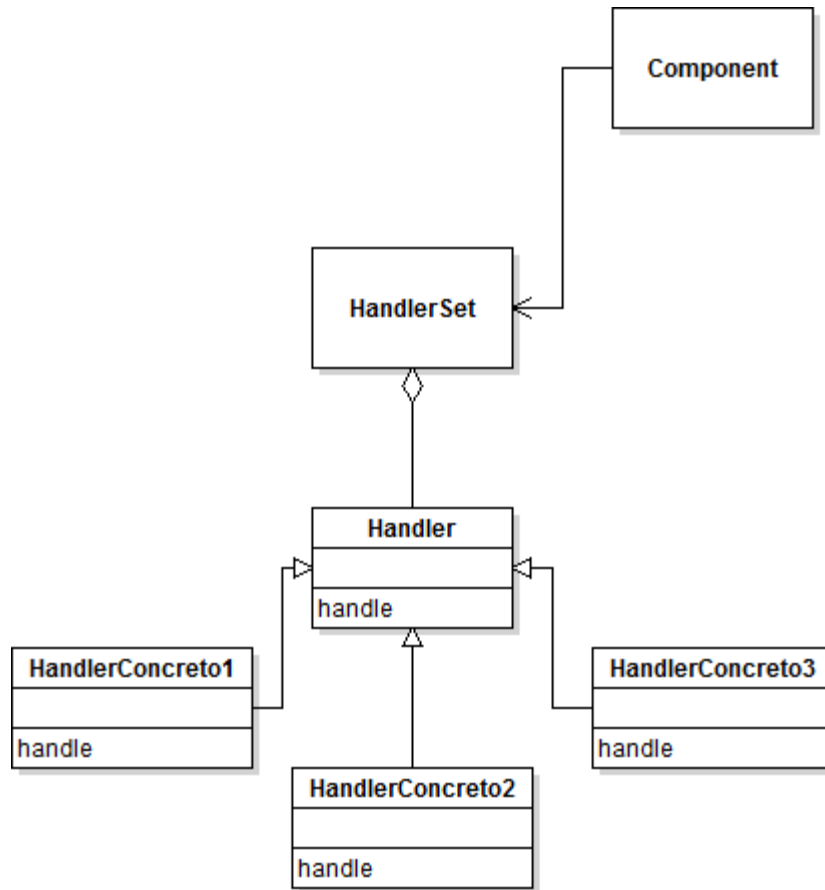 Component
HandlerSet
Handler
handle
HandlerConcreto1
handle
HandlerConcreto3
handle
HandlerConcreto2
handle